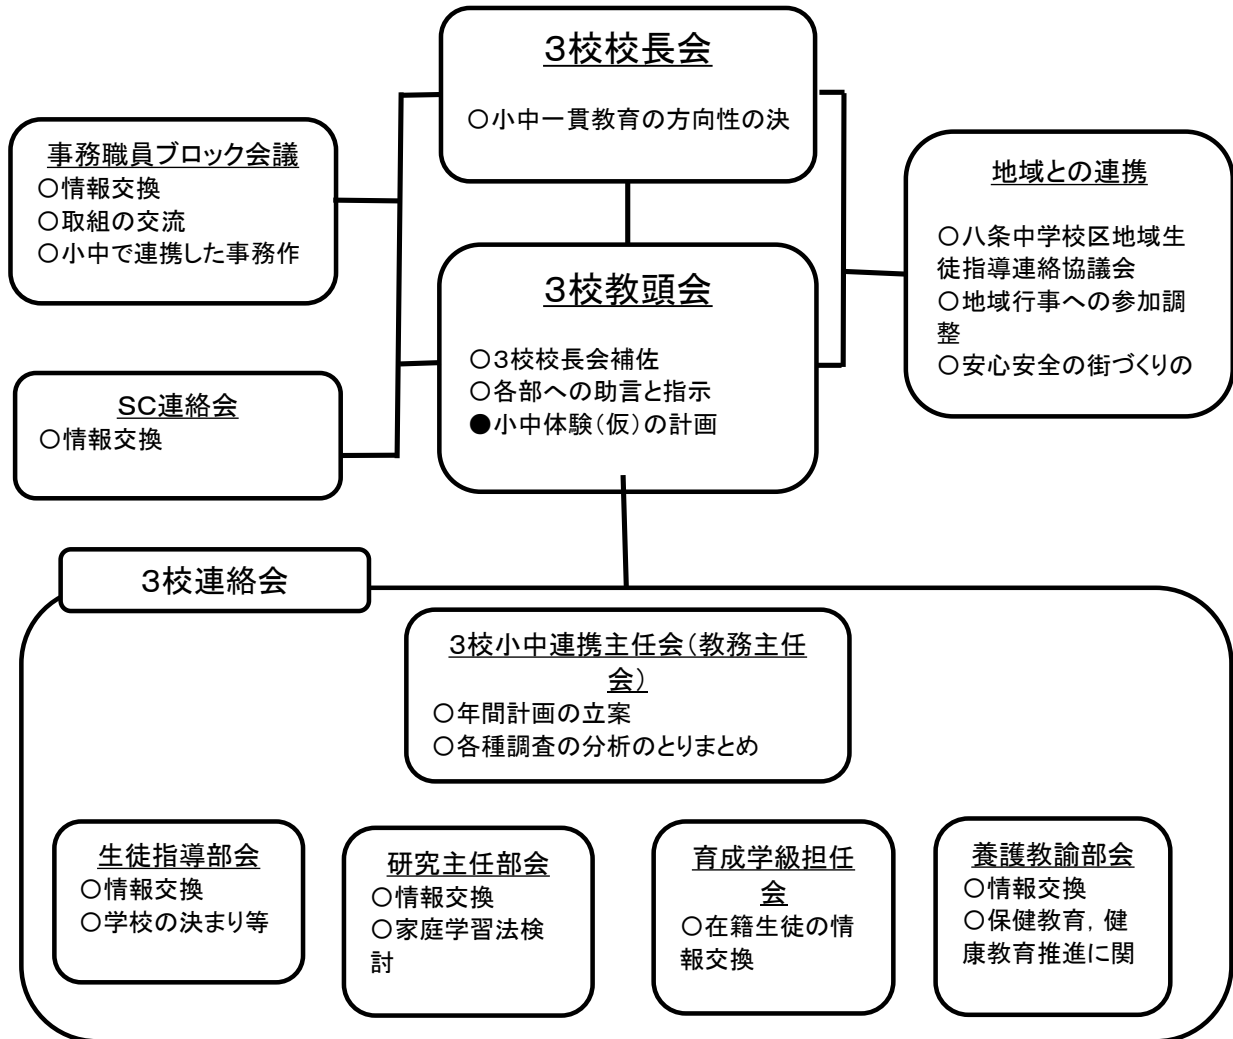 3校校長会
○小中一貫教育の方向性の決
事務職員ブロック会議
○情報交換
○取組の交流
○小中で連携した事務作
地域との連携
○八条中学校区地域生
徒指導連絡協議会
○地域行事への参加調
整
○安心安全の街づくりの
3校教頭会
○3校校長会補佐
○各部への助言と指示
●小中体験(仮)の計画
SC連絡会
○情報交換
3校連絡会
3校小中連携主任会(教務主任
会)
○年間計画の立案
○各種調査の分析のとりまとめ
生徒指導部会
○情報交換
○学校の決まり等
研究主任部会
○情報交換
○家庭学習法検
討
育成学級担任
会
○在籍生徒の情
報交換
養護教諭部会
○情報交換
○保健教育,健
康教育推進に関